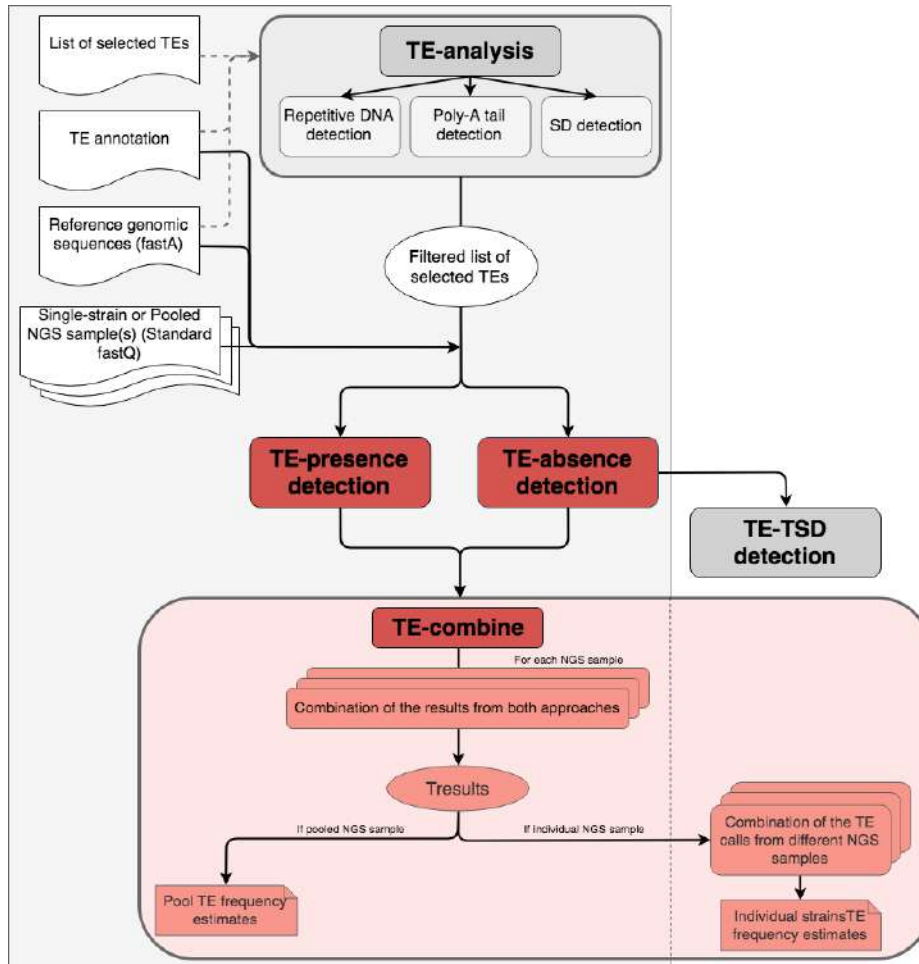 List of selected TEs
TE-analysis
Repetitive DNA
detection
Poly-A tail
detection
SD detection
TE annotation
Reference genomic
sequences (fastA)
Filtered list of
selected TEs
Single-strain or Pooled
NGS sample(s) (Standard
fastQ)
TE-presence
detection
TE-absence
detection
TE-TSD
detection
TE-combine
For each NGS sample
Combination of the results from both approaches
Tresults
If pooled NGS sample
If individual NGS sample
Combination of the TE
calls from different NGS
samples
Pool TE frequency
estimates
Individual strainsTE
frequency estimates